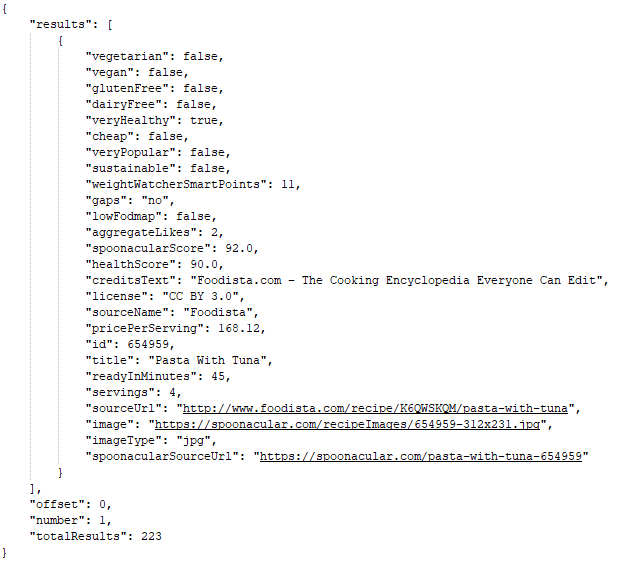 {
    "results": [
        {
            "vegetarian": false,
            "vegan": false,
            "glutenFree": false,
            "dairyFree": false,
            "veryHealthy": true,
            "cheap": false,
            "veryPopular": false,
            "sustainable": false,
            "weightWatcherSmartPoints": 11,
            "gaps": "no",
            "lowFodmap": false,
            "aggregateLikes": 2,
            "spoonacularScore": 92.0,
            "healthScore": 90.0,
            "creditsText": "Foodista.com – The Cooking Encyclopedia Everyone Can Edit",
            "license": "CC BY 3.0",
            "sourceName": "Foodista",
            "pricePerServing": 168.12,
            "id": 654959,
            "title": "Pasta With Tuna",
            "readyInMinutes": 45,
            "servings": 4,
            "sourceUrl": "http://www.foodista.com/recipe/K6QWSKQM/pasta-with-tuna",
            "image": "https://spoonacular.com/recipeImages/654959-312x231.jpg",
            "imageType": "jpg",
            "spoonacularSourceUrl": "https://spoonacular.com/pasta-with-tuna-654959"
        }
    ],
    "offset": 0,
    "number": 1,
    "totalResults": 223
}